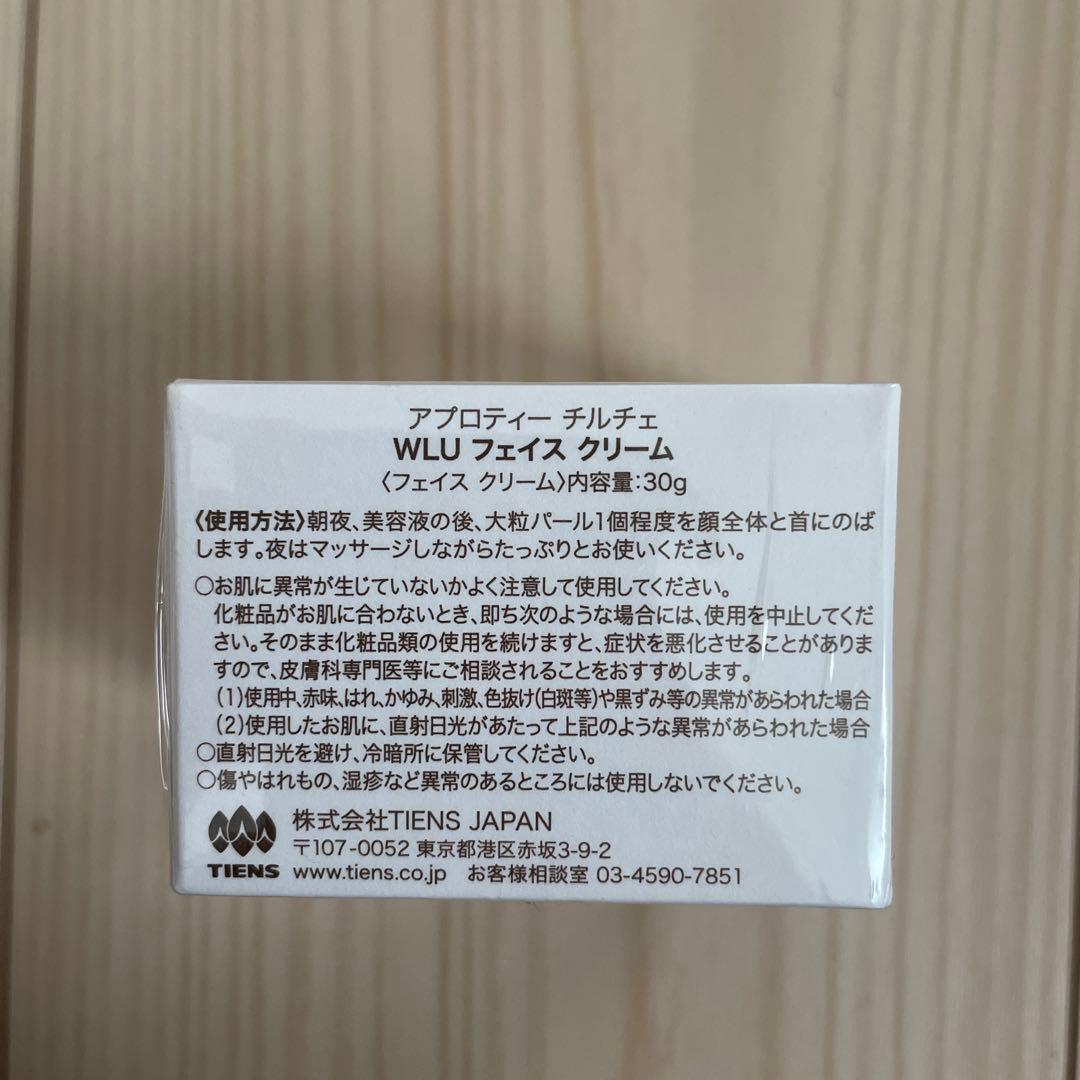 アプロティー チルチェ
WLU フェイス クリーム
〈フェイス クリーム〉内容量:30g
〈使用方法〉朝夜、美容液の後、大粒パール1個程度を顔全体と首にのば
します。夜はマッサージしながらたっぷりとお使いください。
○お肌に異常が生じていないかよく注意して使用してください。
化粧品がお肌に合わないとき、即ち次のような場合には、使用を中止してくだ
さい。そのまま化粧品類の使用を続けますと、症状を悪化させることがありま
すので、皮膚科専門医等にご相談されることをおすすめします。
(1)使用中、赤味、はれ、かゆみ、刺激、色抜け(白斑等)や黒ずみ等の異常があらわれた場合
(2)使用したお肌に、直射日光があたって上記のような異常があらわれた場合
○直射日光を避け、冷暗所に保管してください。
○傷やはれもの、湿疹など異常のあるところには使用しないでください。
株式会社TIENS JAPAN
〒107-0052 東京都港区赤坂3-9-2
TIENS www.tiens.co.jp お客様相談室 03-4590-7851